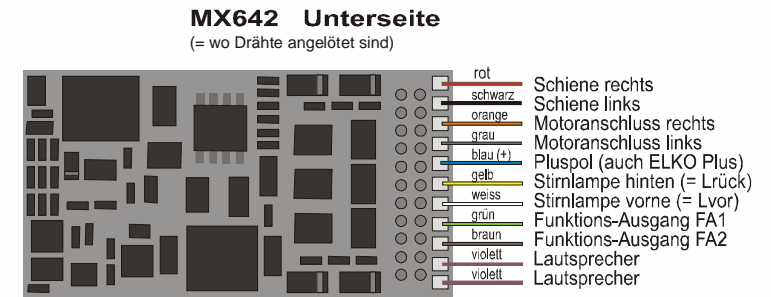 MX642 Unterseite
(= wo Drähte angelötet sind)
rot Schiene rechts
schwarz Schiene links
orange Motoranschluss rechts
grau Motoranschluss links
blau (+) Pluspol (auch ELKO Plus)
gelb Stirnlampe hinten (= Lrück)
weiss Stirnlampe vorne (= Lvor)
grün Funktions-Ausgang FA1
braun Funktions-Ausgang FA2
violett Lautsprecher
violett Lautsprecher